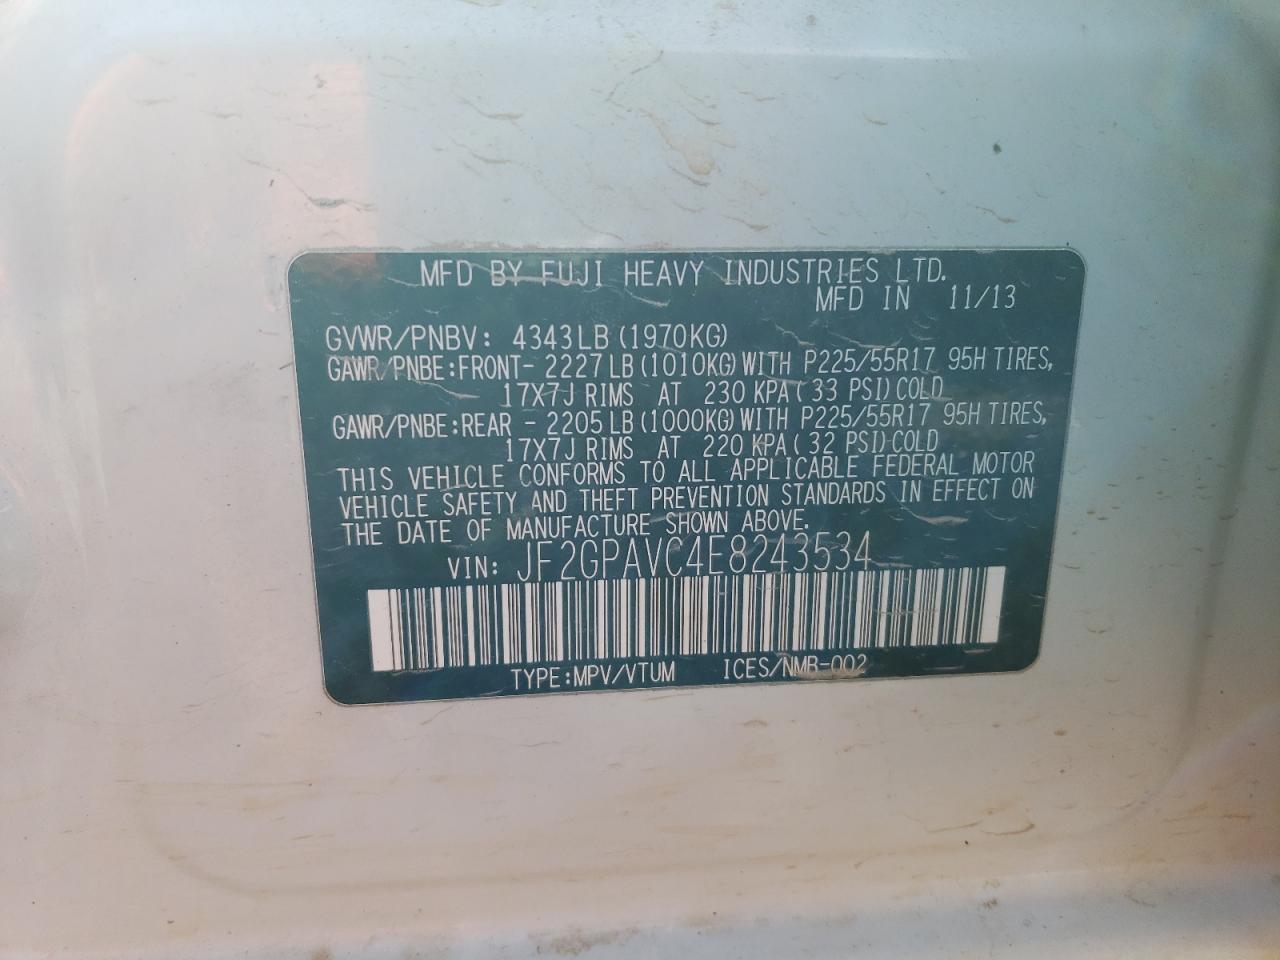 MFD BY FUJI HEAVY INDUSTRIES LTD.
MFD IN 11/13
GVWR/PNBV: 4343LB (1970KG)
GAWR/PNBE:FRONT- 2227 LB (1010KG) WITH P225/55R17 95H TIRES,
17X7J RIMS AT 230 KPA( 33 PSI) COLD
GAWR/PNBE:REAR - 2205 LB (1000KG) WITH P225/55R17 95H TIRES,
17X7J RIMS AT 220 KPA( 32 PSI) COLD
THIS VEHICLE CONFORMS TO ALL APPLICABLE FEDERAL MOTOR
VEHICLE SAFETY AND THEFT PREVENTION STANDARDS IN EFFECT ON
THE DATE OF MANUFACTURE SHOWN ABOVE.
VIN: JF2GPAVC4E8243534
TYPE:MPV/VTUM ICES/NMB-002